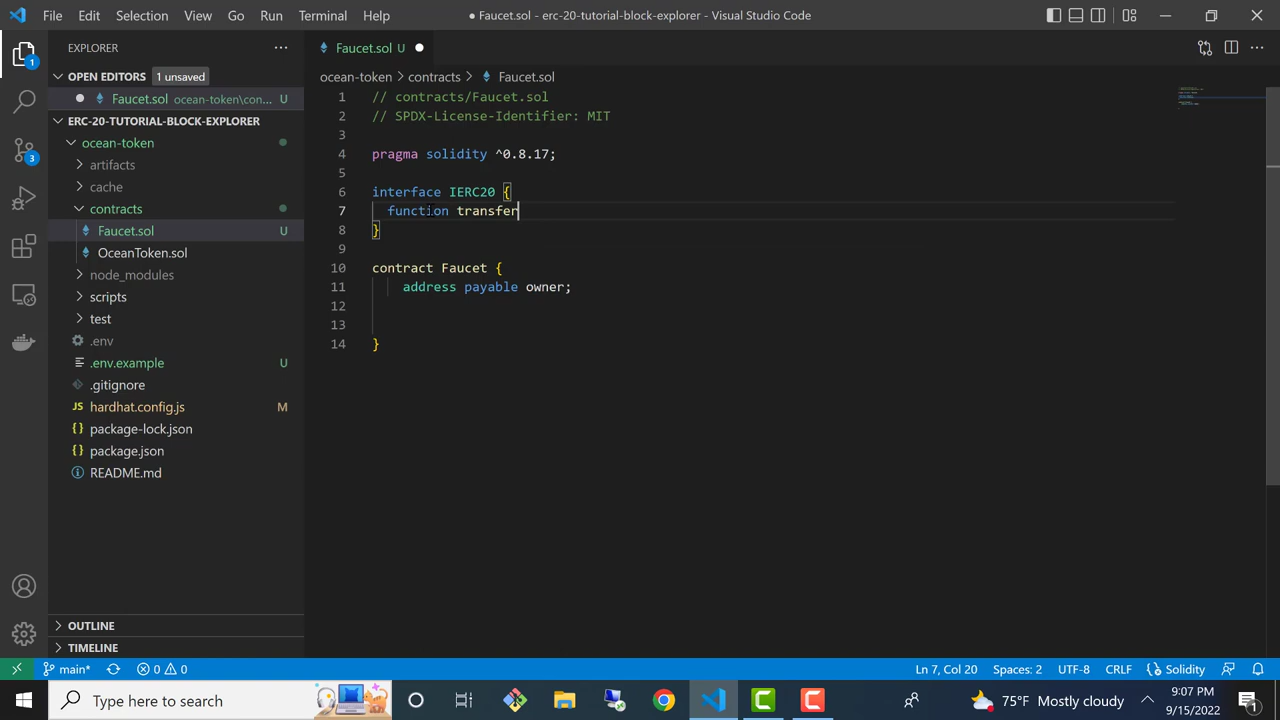 File Edit Selection View Go Run Terminal Help
● Faucet.sol - erc-20-tutorial-block-explorer - Visual Studio Code
EXPLORER
OPEN EDITORS 1 unsaved
Faucet.sol ocean-token\con... U
ERC-20-TUTORIAL-BLOCK-EXPLORER
ocean-token
artifacts
cache
contracts
Faucet.sol U
OceanToken.sol
node_modules
scripts
test
.env
.env.example U
.gitignore
JS hardhat.config.js M
package-lock.json
package.json
README.md
OUTLINE
TIMELINE
1
3
Faucet.sol U
ocean-token > contracts > Faucet.sol
1 // contracts/Faucet.sol
2 // SPDX-License-Identifier: MIT
3
4 pragma solidity ^0.8.17;
5
6 interface IERC20 {
7 function transfer
8 }
9
10 contract Faucet {
11 address payable owner;
12
13
14 }
main* 0 0
Ln 7, Col 20 Spaces: 2 UTF-8 CRLF Solidity
Type here to search
75°F Mostly cloudy
9:07 PM
9/15/2022
1